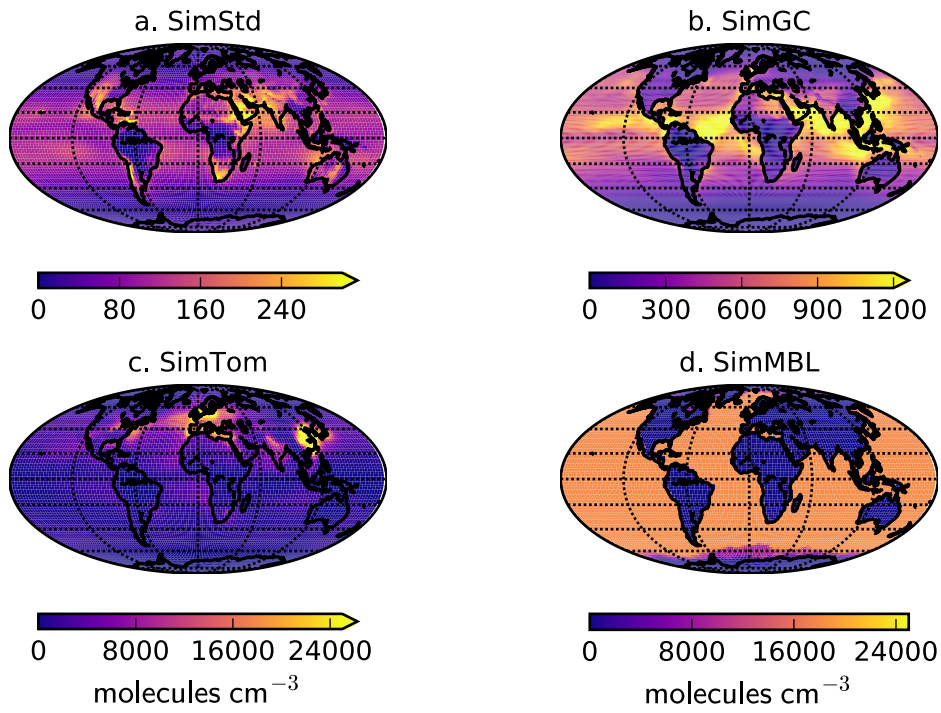 a. SimStd
b. SimGC
0 80 160 240
0 300 600 900 1200
c. SimTom
d. SimMBL
0 8000 16000 24000
0 8000 16000 24000
molecules cm⁻³
molecules cm⁻³